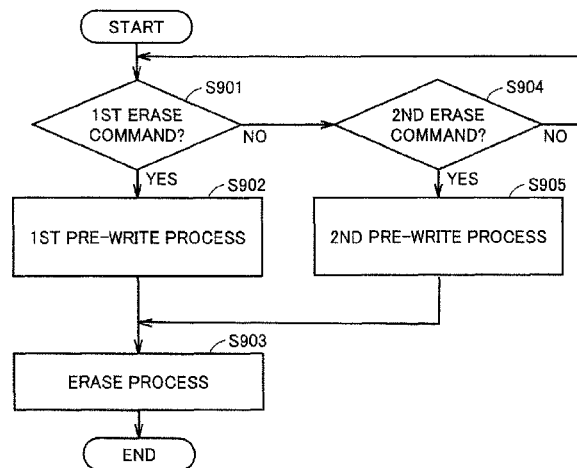 START
S901
S904
1ST ERASE
COMMAND?
2ND ERASE
COMMAND?
NO
NO
YES
YES
S902
S905
1ST PRE-WRITE PROCESS
2ND PRE-WRITE PROCESS
S903
ERASE PROCESS
END